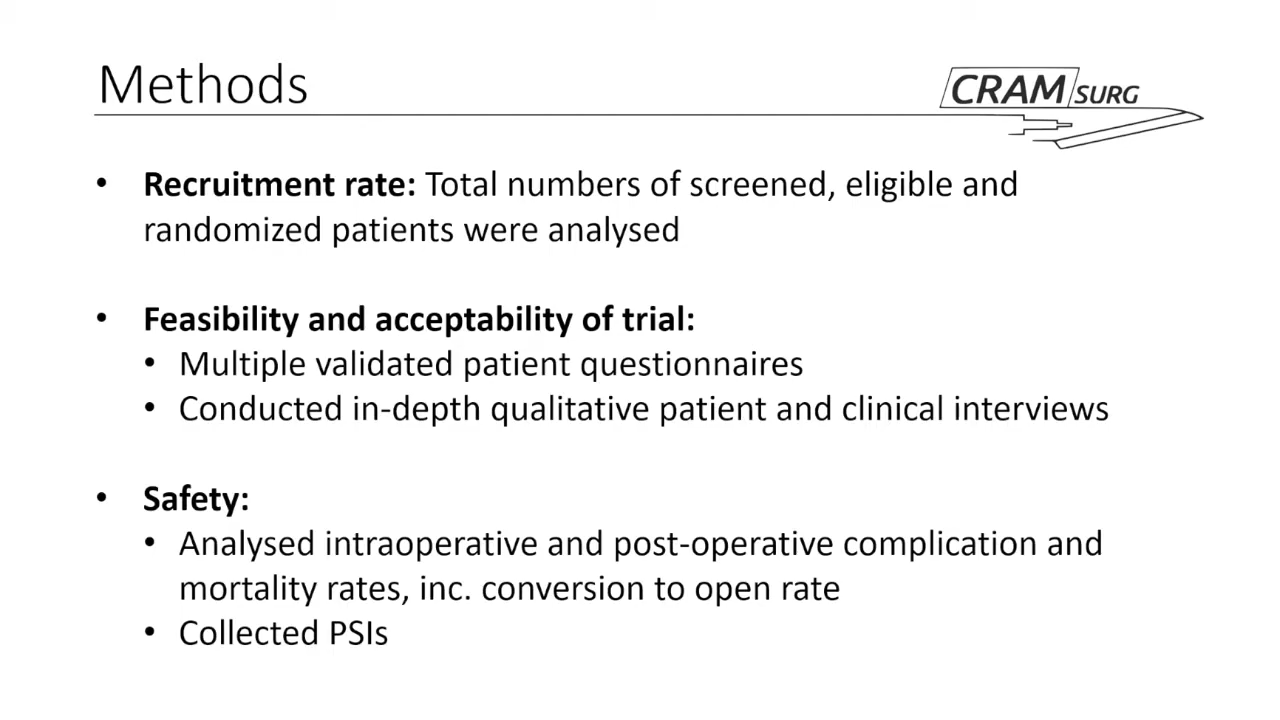 Methods
CRAM SURG
• Recruitment rate: Total numbers of screened, eligible and
randomized patients were analysed
• Feasibility and acceptability of trial:
• Multiple validated patient questionnaires
• Conducted in-depth qualitative patient and clinical interviews
• Safety:
• Analysed intraoperative and post-operative complication and
mortality rates, inc. conversion to open rate
• Collected PSIs